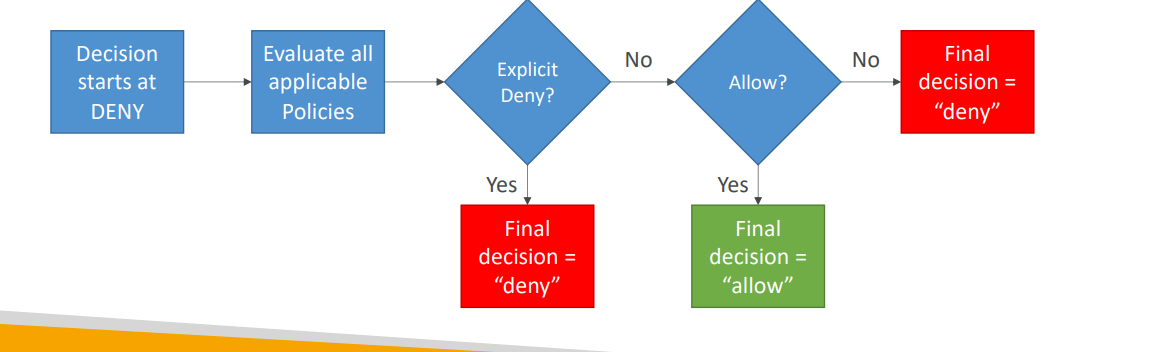 Decision
starts at
DENY
Evaluate all
applicable
Policies
Explicit
Deny?
No
Allow?
No
Final
decision =
“deny”
Yes
Final
decision =
“deny”
Yes
Final
decision =
“allow”